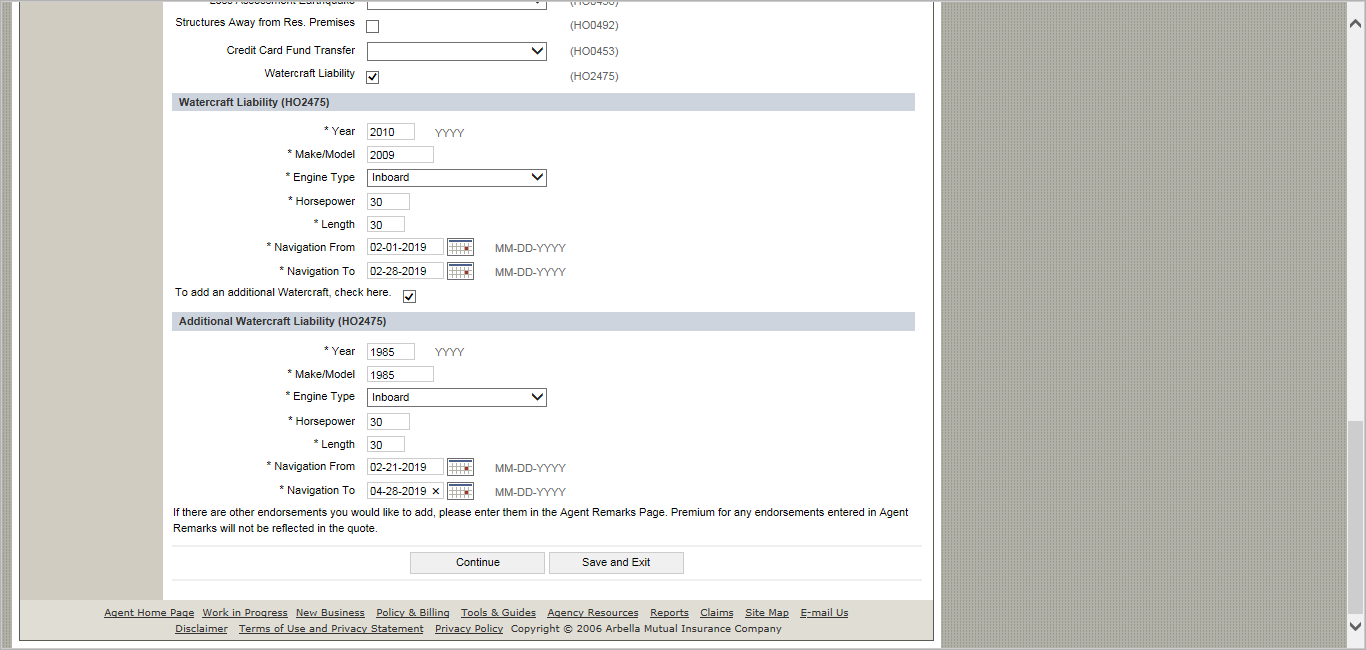 Loss Assessment Earthquake (HO0436)
Structures Away from Res. Premises (HO0492)
Credit Card Fund Transfer (HO0453)
Watercraft Liability (HO2475)
Watercraft Liability (HO2475)
* Year 2010 YYYY
* Make/Model 2009
* Engine Type Inboard
* Horsepower 30
* Length 30
* Navigation From 02-01-2019 MM-DD-YYYY
* Navigation To 02-28-2019 MM-DD-YYYY
To add an additional Watercraft, check here.
Additional Watercraft Liability (HO2475)
* Year 1985 YYYY
* Make/Model 1985
* Engine Type Inboard
* Horsepower 30
* Length 30
* Navigation From 02-21-2019 MM-DD-YYYY
* Navigation To 04-28-2019 × MM-DD-YYYY
If there are other endorsements you would like to add, please enter them in the Agent Remarks Page. Premium for any endorsements entered in Agent
Remarks will not be reflected in the quote.
Continue Save and Exit
Agent Home Page Work in Progress New Business Policy & Billing Tools & Guides Agency Resources Reports Claims Site Map E-mail Us
Disclaimer Terms of Use and Privacy Statement Privacy Policy Copyright © 2006 Arbella Mutual Insurance Company